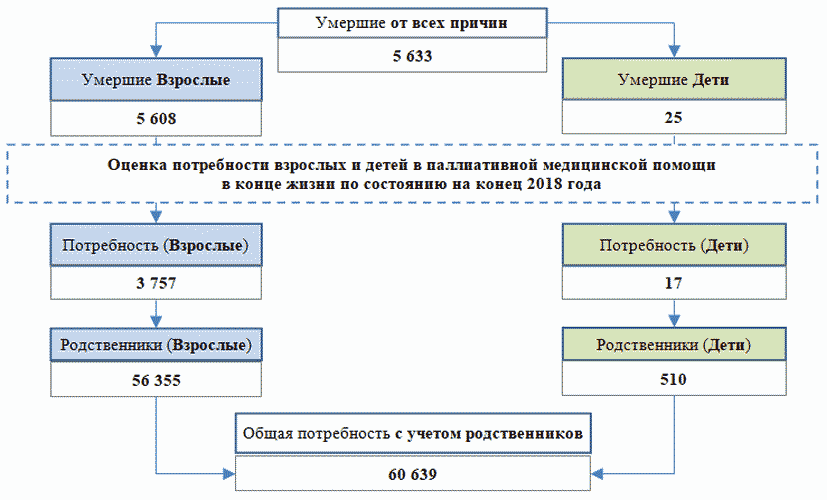 Умершие от всех причин
5 633
Умершие Взрослые
5 608
Умершие Дети
25
Оценка потребности взрослых и детей в паллиативной медицинской помощи
в конце жизни по состоянию на конец 2018 года
Потребность (Взрослые)
3 757
Потребность (Дети)
17
Родственники (Взрослые)
56 355
Родственники (Дети)
510
Общая потребность с учетом родственников
60 639